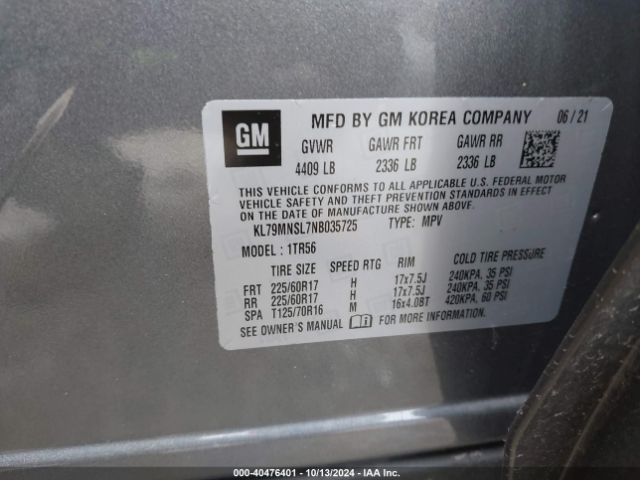 GM
MFD BY GM KOREA COMPANY 06 / 21
GVWR GAWR FRT GAWR RR
4409 LB 2336 LB 2336 LB
THIS VEHICLE CONFORMS TO ALL APPLICABLE U.S. FEDERAL MOTOR
VEHICLE SAFETY AND THEFT PREVENTION STANDARDS IN EFFECT
ON THE DATE OF MANUFACTURE SHOWN ABOVE.
KL79MNSL7NB035725 TYPE: MPV
MODEL : 1TR56
TIRE SIZE SPEED RTG RIM COLD TIRE PRESSURE
FRT 225/60R17 H 17x7.5J 240KPA, 35 PSI
RR 225/60R17 H 17x7.5J 240KPA, 35 PSI
SPA T125/70R16 M 16x4.0BT 420KPA, 60 PSI
SEE OWNER'S MANUAL FOR MORE INFORMATION.
000-40476401 - 10/13/2024 - IAA Inc.